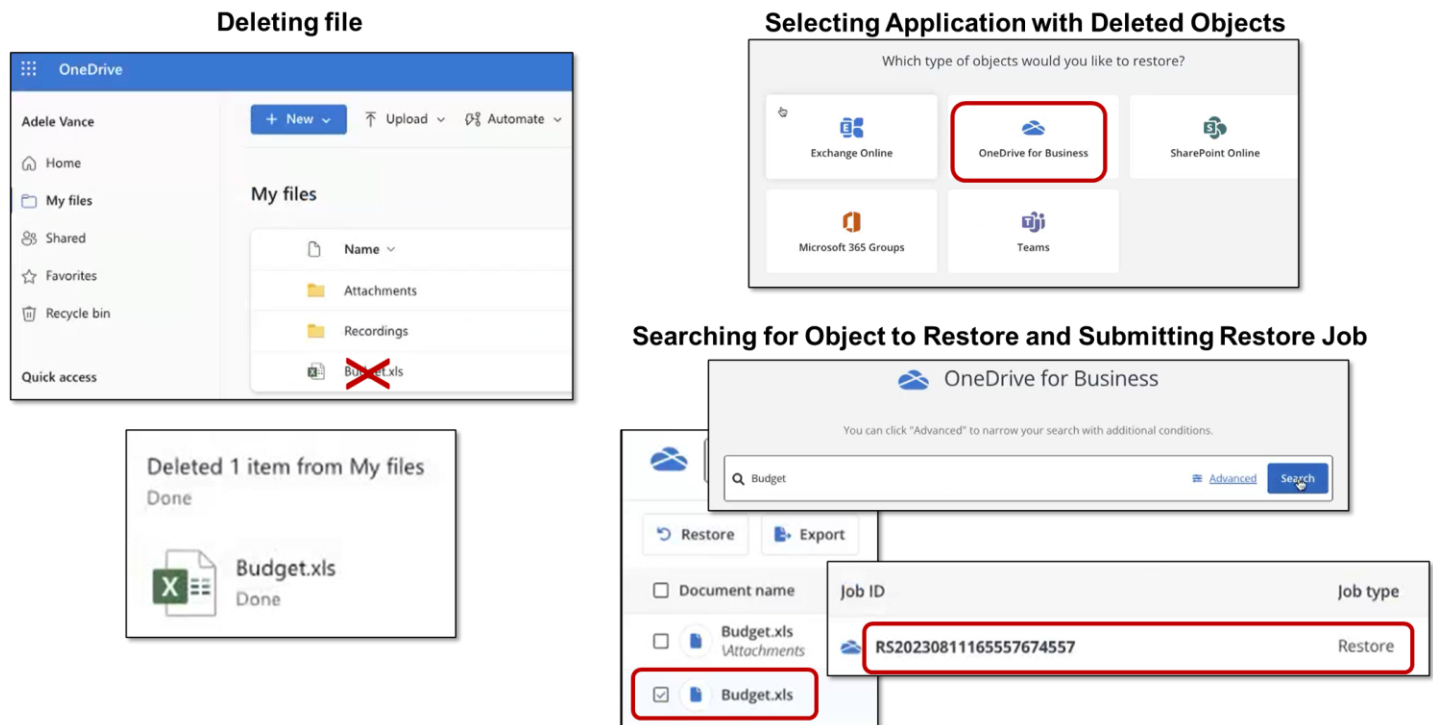 Deleting file
OneDrive
Adele Vance
Home
My files
Shared
Favorites
Recycle bin
Quick access
+ New
Upload
Automate
My files
Name
Attachments
Recordings
Budget.xls
Deleted 1 item from My files
Done
Budget.xls
Done
Selecting Application with Deleted Objects
Which type of objects would you like to restore?
Exchange Online
OneDrive for Business
SharePoint Online
Microsoft 365 Groups
Teams
Searching for Object to Restore and Submitting Restore Job
OneDrive for Business
You can click "Advanced" to narrow your search with additional conditions.
Budget
Advanced
Search
Restore
Export
Document name
Budget.xls
\Attachments
Budget.xls
Job ID
Job type
RS20230811165557674557
Restore